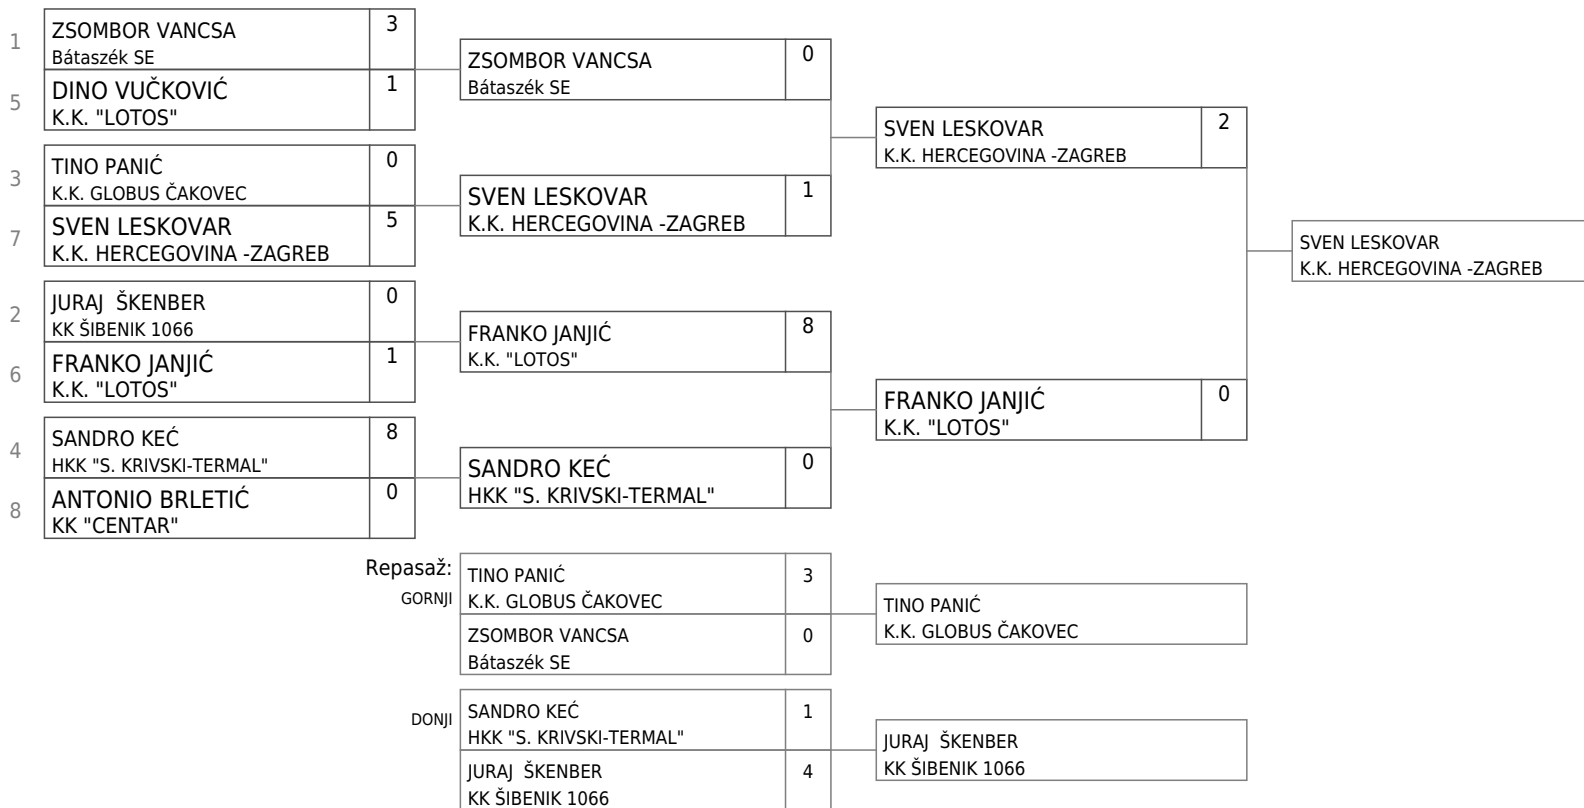 1
ZSOMBOR VANCSA
3
Bátaszék SE
5
DINO VUČKOVIĆ
1
K.K. "LOTOS"
3
TINO PANIĆ
0
K.K. GLOBUS ČAKOVEC
7
SVEN LESKOVAR
5
K.K. HERCEGOVINA -ZAGREB
2
JURAJ  ŠKENBER
0
KK ŠIBENIK 1066
6
FRANKO JANJIĆ
1
K.K. "LOTOS"
4
SANDRO KEĆ
8
HKK "S. KRIVSKI-TERMAL"
8
ANTONIO BRLETIĆ
0
KK "CENTAR"
ZSOMBOR VANCSA
0
Bátaszék SE
SVEN LESKOVAR
1
K.K. HERCEGOVINA -ZAGREB
FRANKO JANJIĆ
8
K.K. "LOTOS"
SANDRO KEĆ
0
HKK "S. KRIVSKI-TERMAL"
SVEN LESKOVAR
2
K.K. HERCEGOVINA -ZAGREB
FRANKO JANJIĆ
0
K.K. "LOTOS"
SVEN LESKOVAR
K.K. HERCEGOVINA -ZAGREB
Repasaž:
GORNJI
TINO PANIĆ
3
K.K. GLOBUS ČAKOVEC
ZSOMBOR VANCSA
0
Bátaszék SE
TINO PANIĆ
K.K. GLOBUS ČAKOVEC
DONJI
SANDRO KEĆ
1
HKK "S. KRIVSKI-TERMAL"
JURAJ  ŠKENBER
4
KK ŠIBENIK 1066
JURAJ  ŠKENBER
KK ŠIBENIK 1066